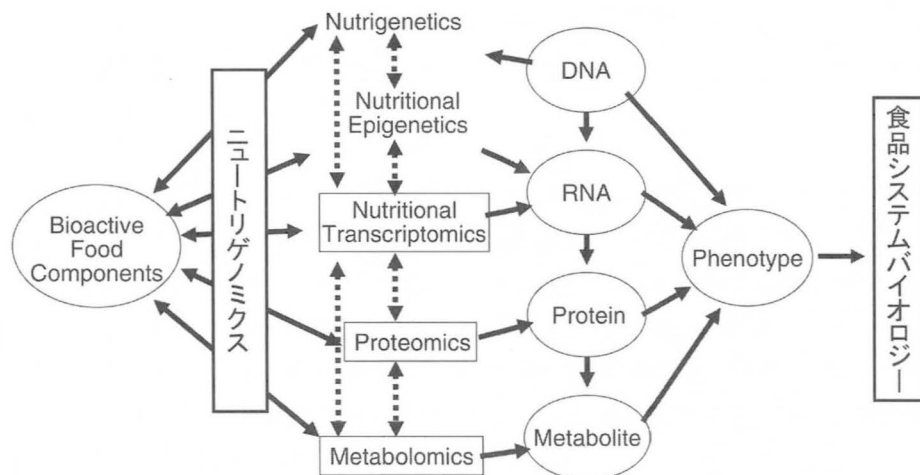 Bioactive
Food
Components
ニュートリゲノミクス
Nutrigenetics
Nutritional
Epigenetics
Nutritional
Transcriptomics
Proteomics
Metabolomics
DNA
RNA
Protein
Metabolite
Phenotype
食品システムバイオロジー